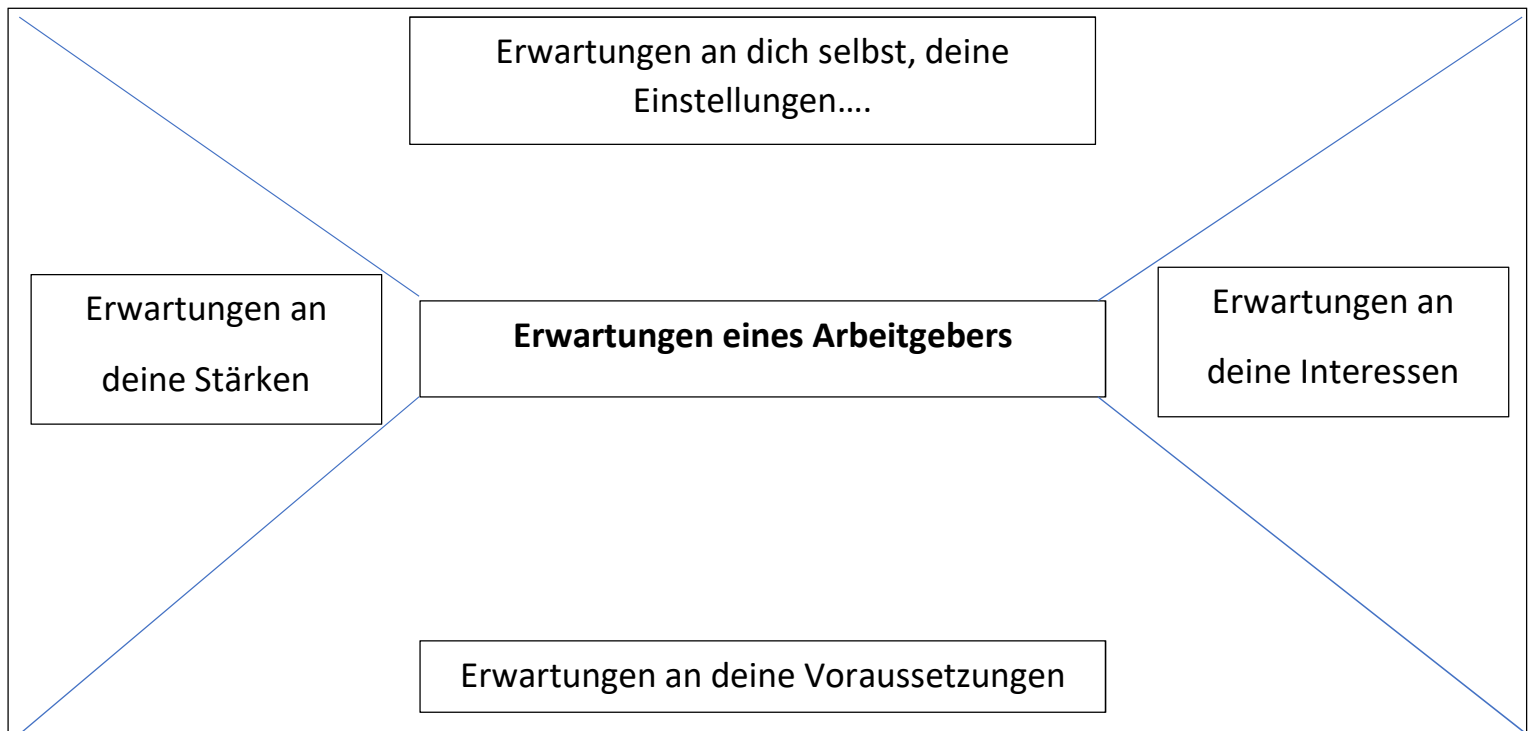 Erwartungen an dich selbst, deine
Einstellungen….
Erwartungen an
deine Stärken
Erwartungen eines Arbeitgebers
Erwartungen an
deine Interessen
Erwartungen an deine Voraussetzungen